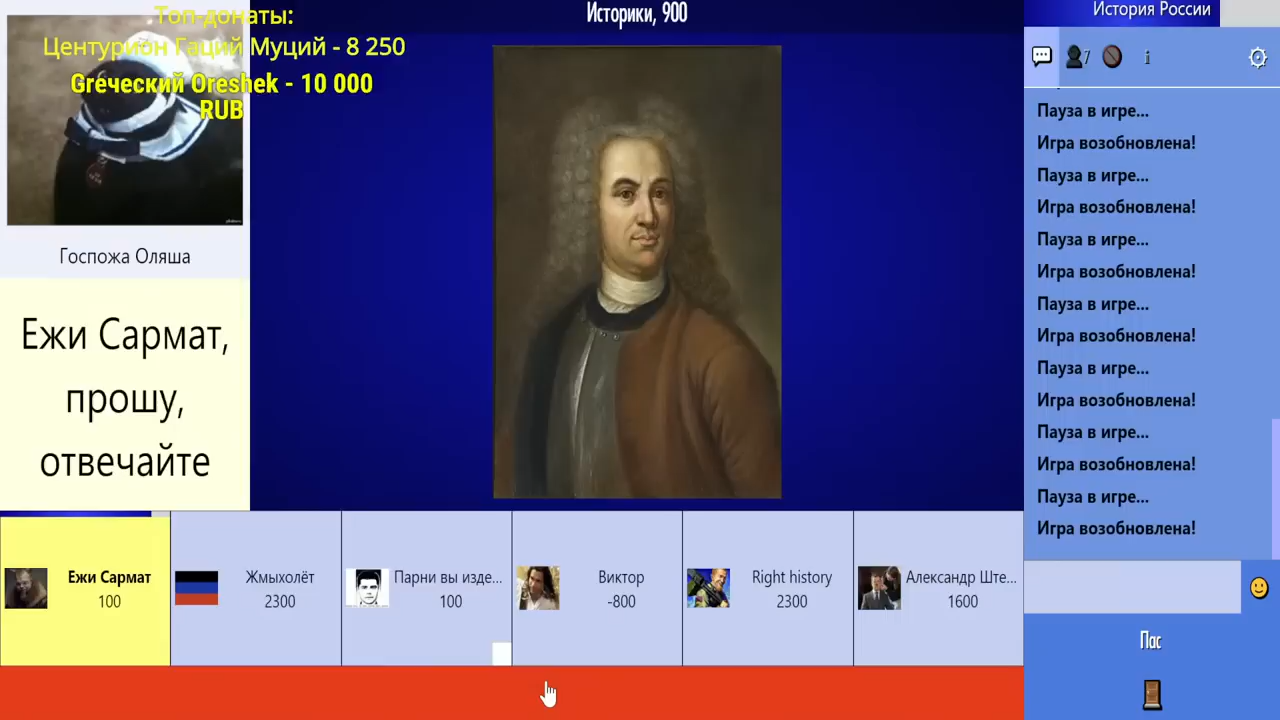 Топ-донаты:
Центурион Гаций Муций - 8 250
Греческий Oreshek - 10 000
RUB
Госпожа Оляша
Ежи Сармат,
прошу,
отвечайте
Историки, 900
История России
7
i
Пауза в игре...
Игра возобновлена!
Пауза в игре...
Игра возобновлена!
Пауза в игре...
Игра возобновлена!
Пауза в игре...
Игра возобновлена!
Пауза в игре...
Игра возобновлена!
Пауза в игре...
Игра возобновлена!
Пауза в игре...
Игра возобновлена!
Ежи Сармат
100
Жмыхолёт
2300
Парни вы изде...
100
Виктор
-800
Right history
2300
Александр Ште...
1600
Пас